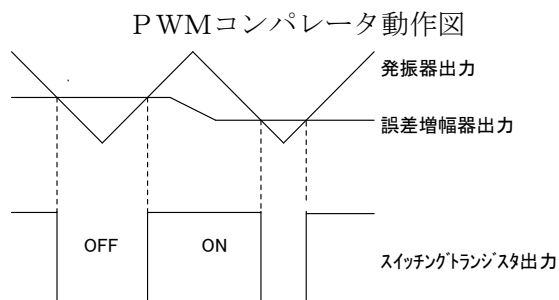 ＰＷＭコンパレータ動作図
発振器出力
誤差増幅器出力
OFF
ON
スイッチングトランジスタ出力